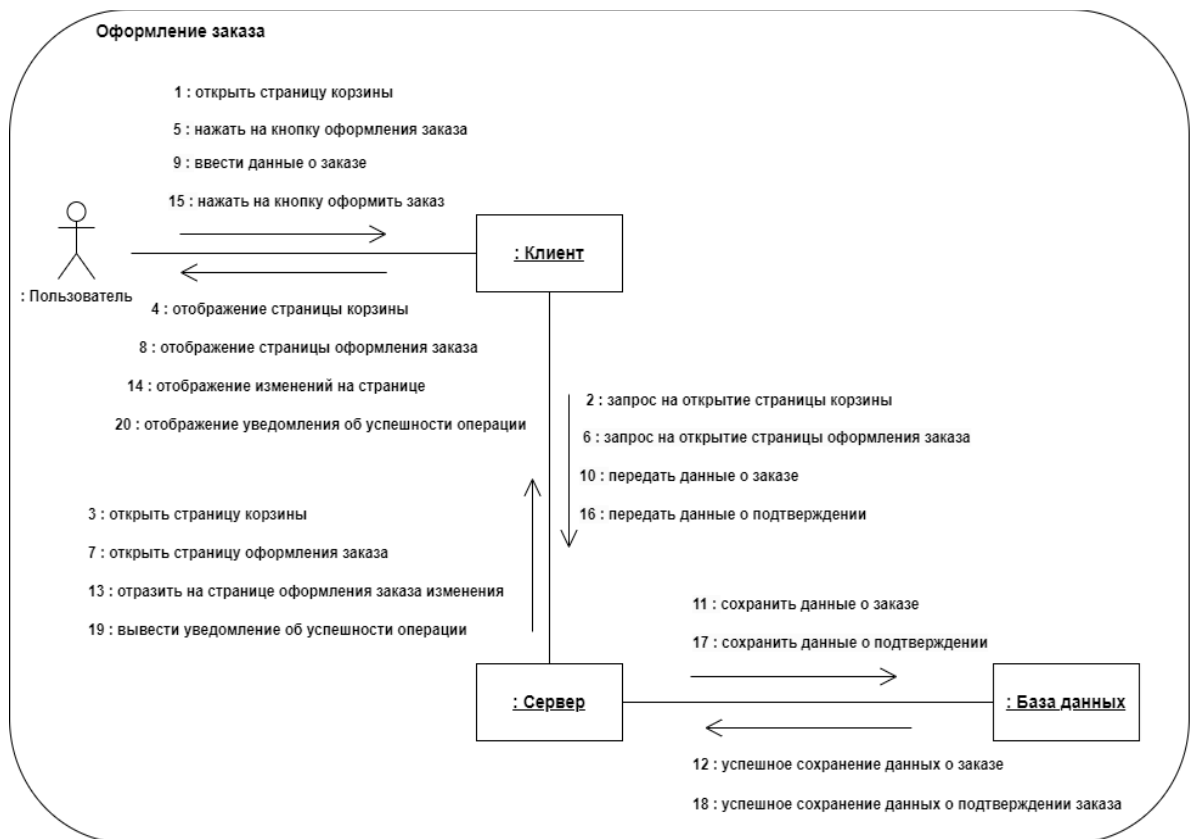 Оформление заказа
1 : открыть страницу корзины
5 : нажать на кнопку оформления заказа
9 : ввести данные о заказе
15 : нажать на кнопку оформить заказ
: Клиент
: Пользователь
4 : отображение страницы корзины
8 : отображение страницы оформления заказа
14 : отображение изменений на странице
20 : отображение уведомления об успешности операции
2 : запрос на открытие страницы корзины
6 : запрос на открытие страницы оформления заказа
10 : передать данные о заказе
16 : передать данные о подтверждении
3 : открыть страницу корзины
7 : открыть страницу оформления заказа
13 : отразить на странице оформления заказа изменения
19 : вывести уведомление об успешности операции
11 : сохранить данные о заказе
17 : сохранить данные о подтверждении
: Сервер
: База данных
12 : успешное сохранение данных о заказе
18 : успешное сохранение данных о подтверждении заказа